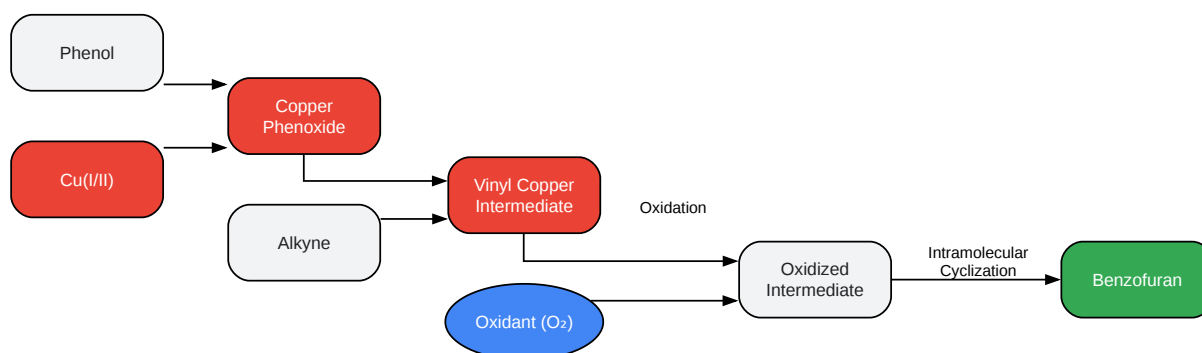 Phenol
Copper
Phenoxide
Cu(I/II)
Vinyl Copper
Intermediate
Oxidation
Alkyne
Intramolecular
Cyclization
Oxidized
Intermediate
Benzofuran
Oxidant (O₂)